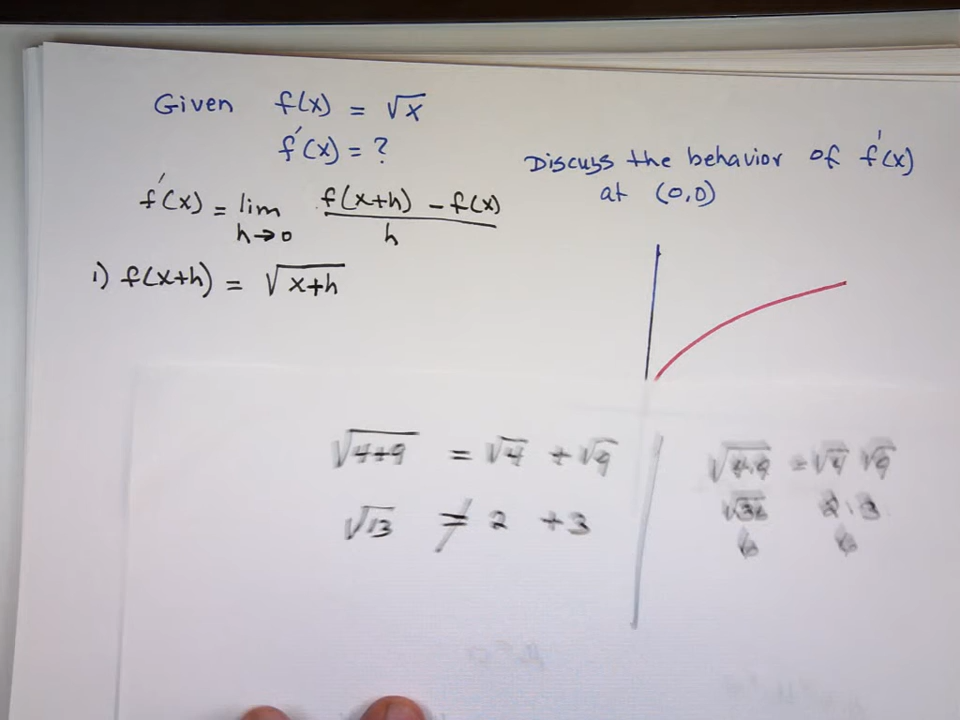 Given f(x) = √x
f'(x) = ?
Discuss the behavior of f'(x)
at (0,0)
f'(x) = lim h→0 f(x+h) - f(x) / h
1) f(x+h) = √x+h
√4+9 = √4 + √9
√13 ≠ 2 + 3
√4·9 = √4 √9
√36 2·3
6 6